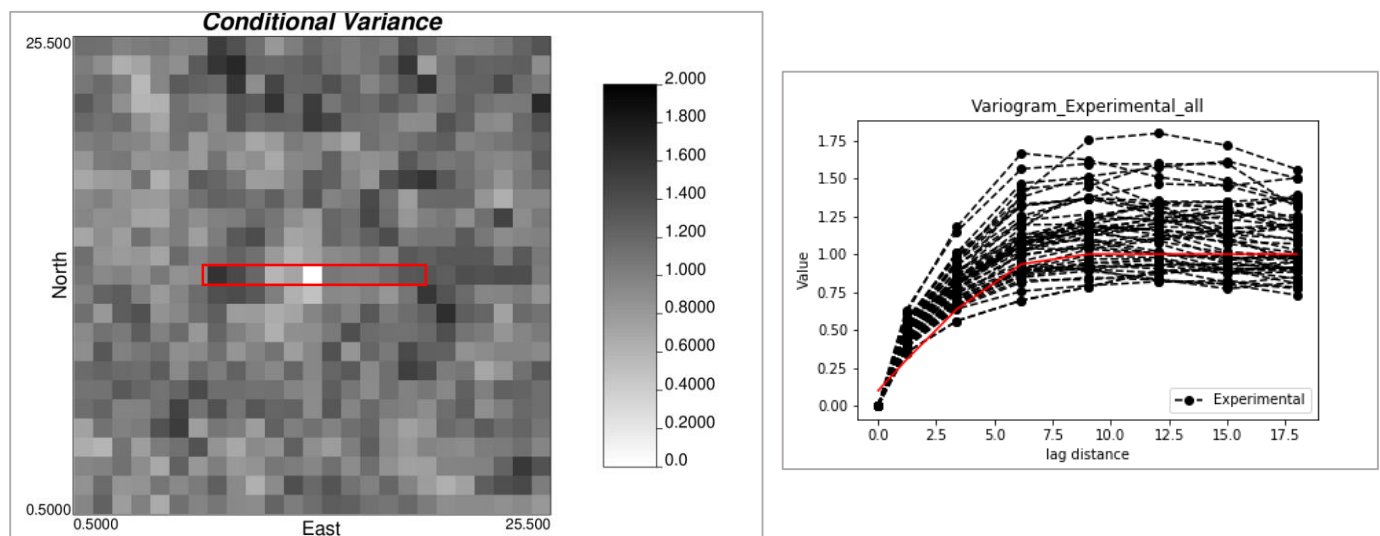 Conditional Variance
25.500
North
0.5000
0.5000
East
25.500
2.000
1.800
1.600
1.400
1.200
1.000
0.8000
0.6000
0.4000
0.2000
0.0
Variogram_Experimental_all
Value
1.75
1.50
1.25
1.00
0.75
0.50
0.25
0.00
Experimental
0.0 2.5 5.0 7.5 10.0 12.5 15.0 17.5
lag distance